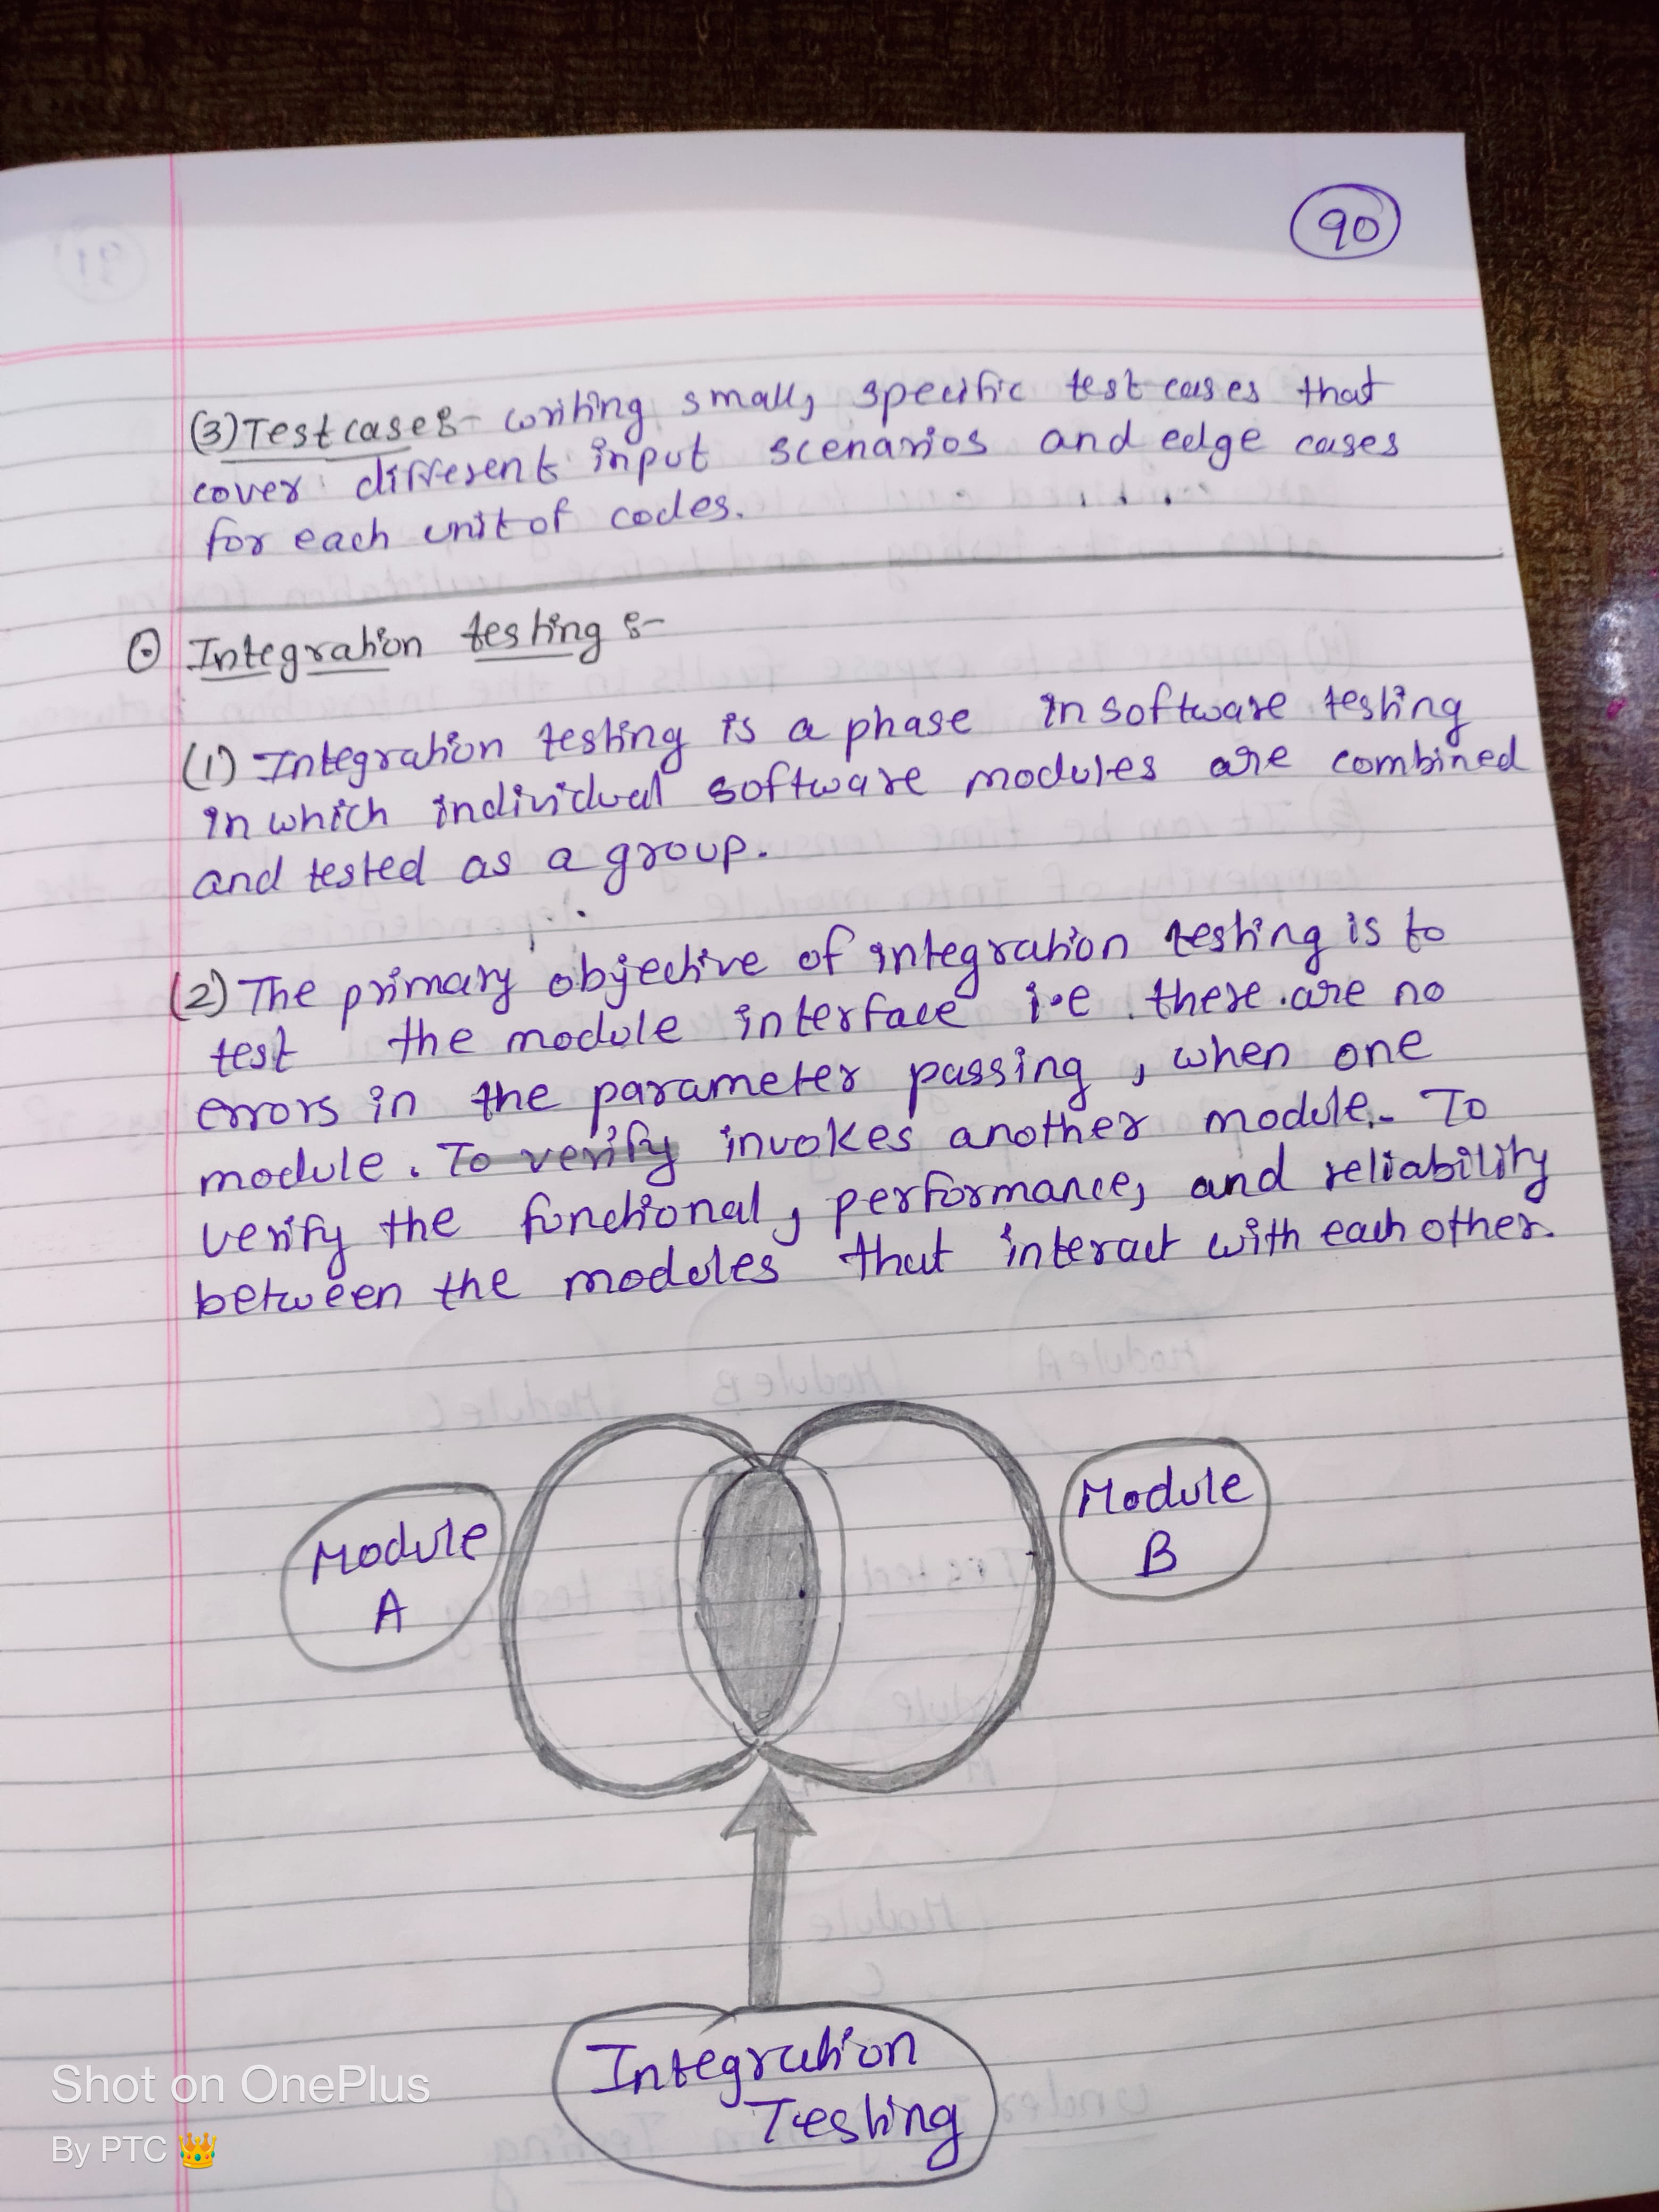 90
(3) Test cases:- writing small, specific test cases that
cover different input scenarios and edge cases
for each unit of codes.
Integration testing :-
(1) Integration testing is a phase in software testing
in which individual software modules are combined
and tested as a group.
(2) The primary objective of integration testing is to
test the module interface i.e there are no
errors in the parameter passing, when one
module. To verify invokes another module. To
verify the functional, performance, and reliability
between the modules that interact with each other.
Module
A
Module
B
Integration
Testing
Shot on OnePlus
By PTC 👑